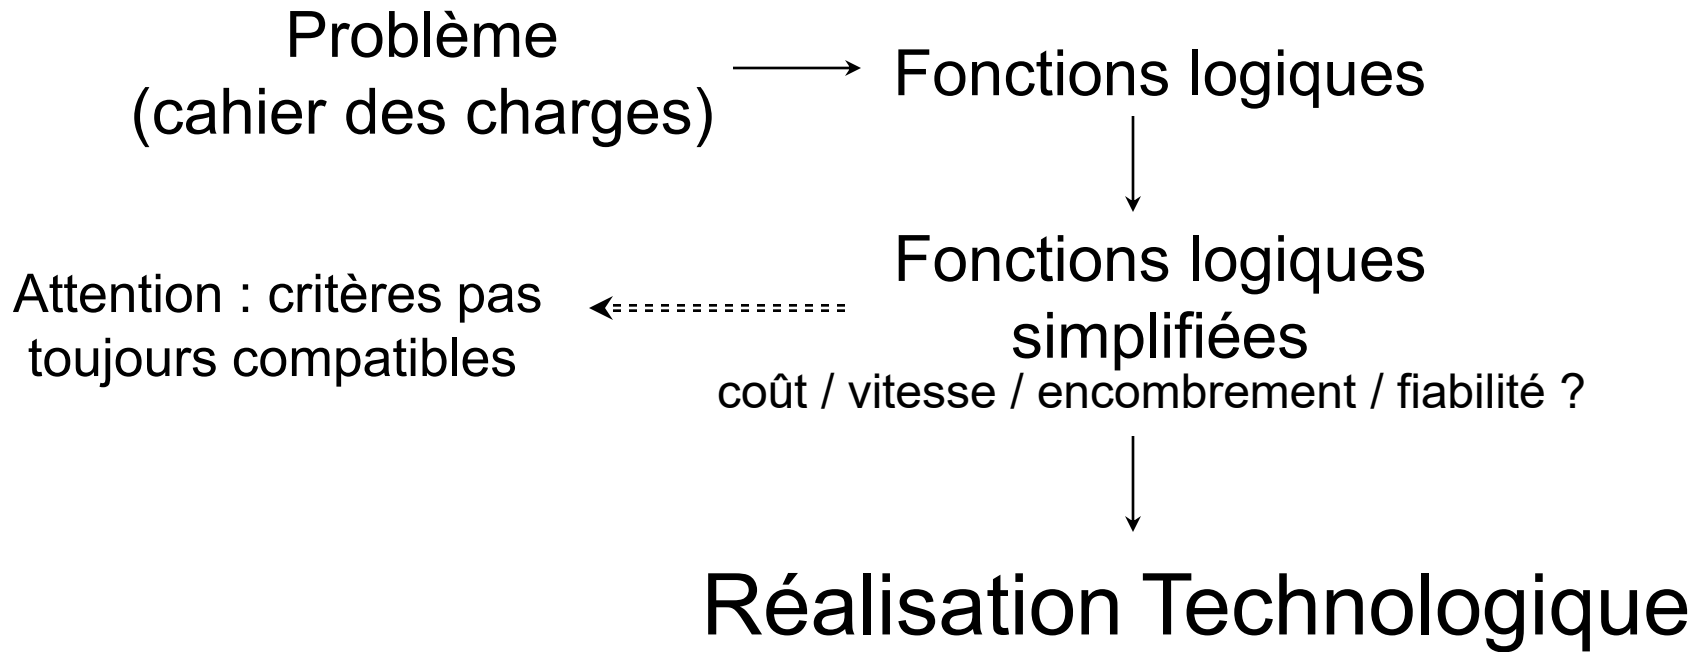 Problème
(cahier des charges)
Fonctions logiques
Fonctions logiques
simplifiées
coût / vitesse / encombrement / fiabilité ?
Attention : critères pas
toujours compatibles
Réalisation Technologique